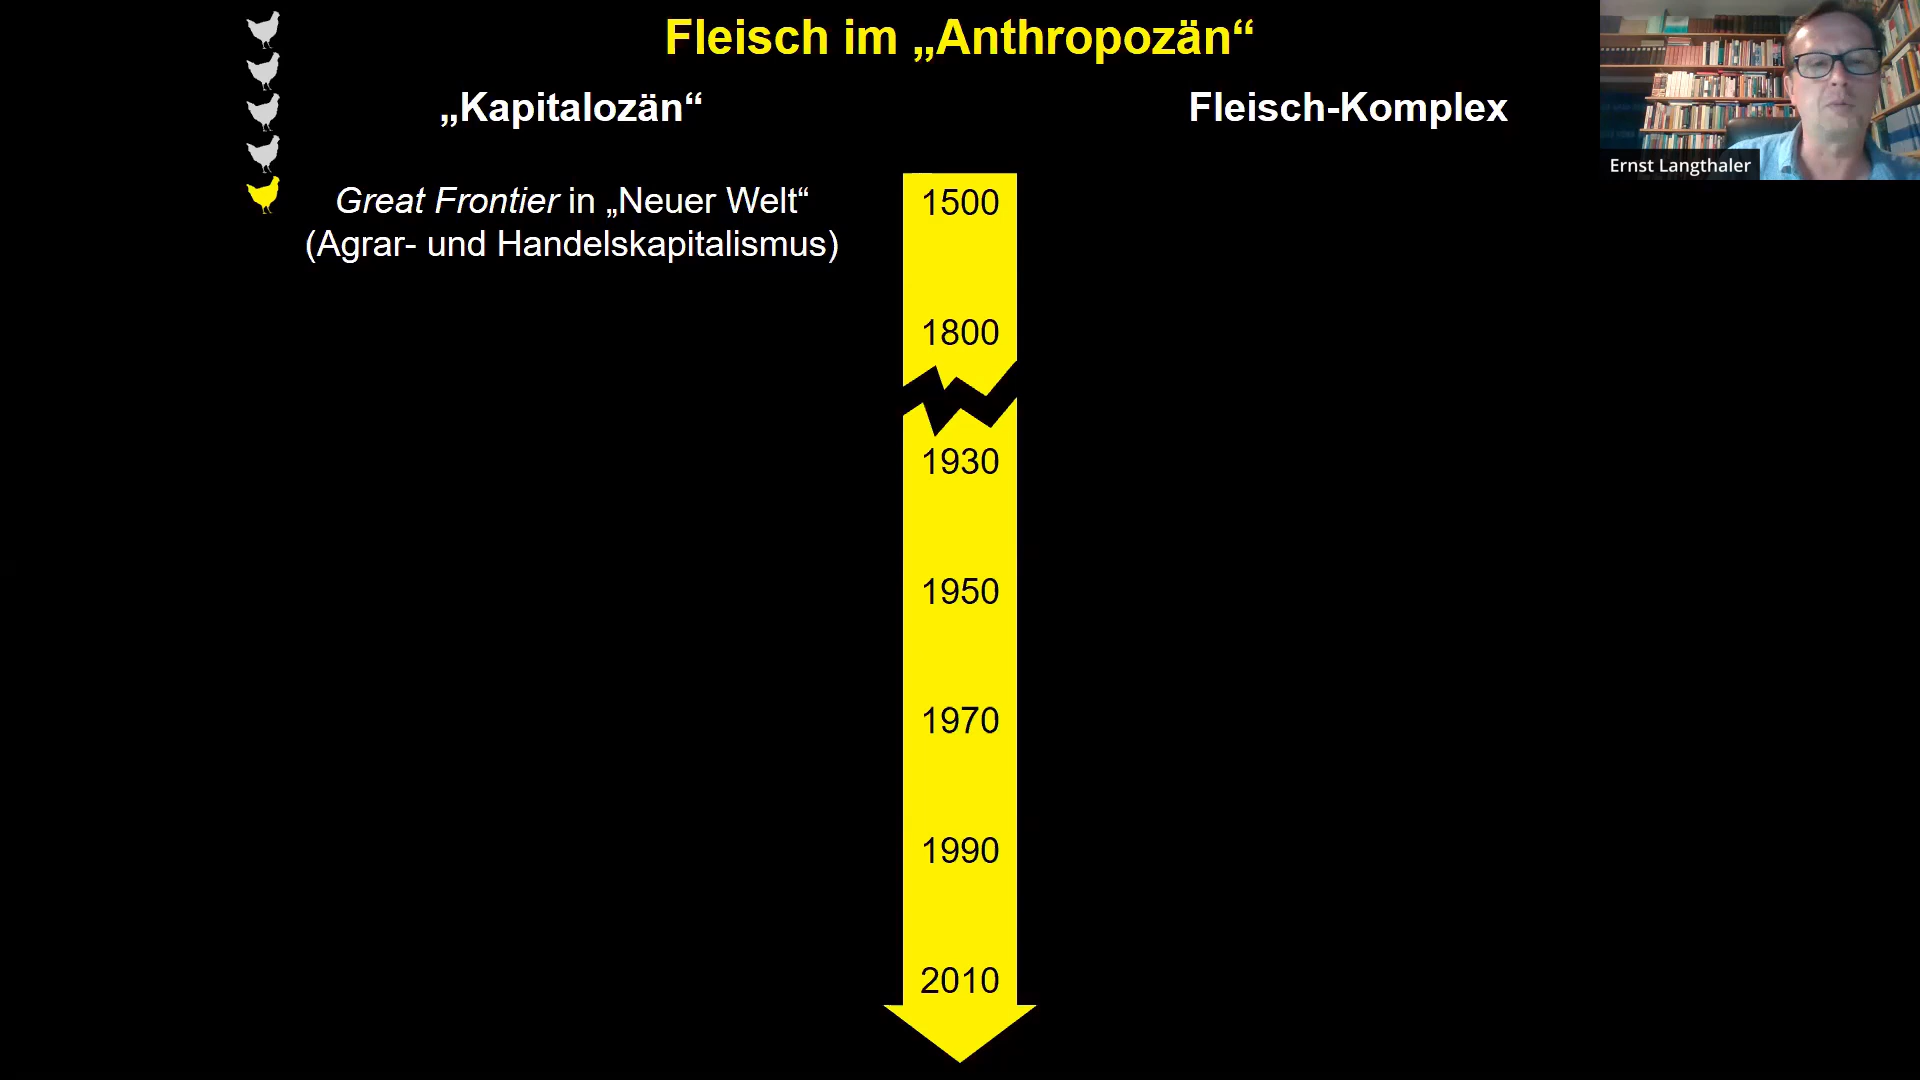 Fleisch im „Anthropozän“
„Kapitalozän“
Fleisch-Komplex
Ernst Langthaler
Great Frontier in „Neuer Welt“
(Agrar- und Handelskapitalismus)
1500
1800
1930
1950
1970
1990
2010